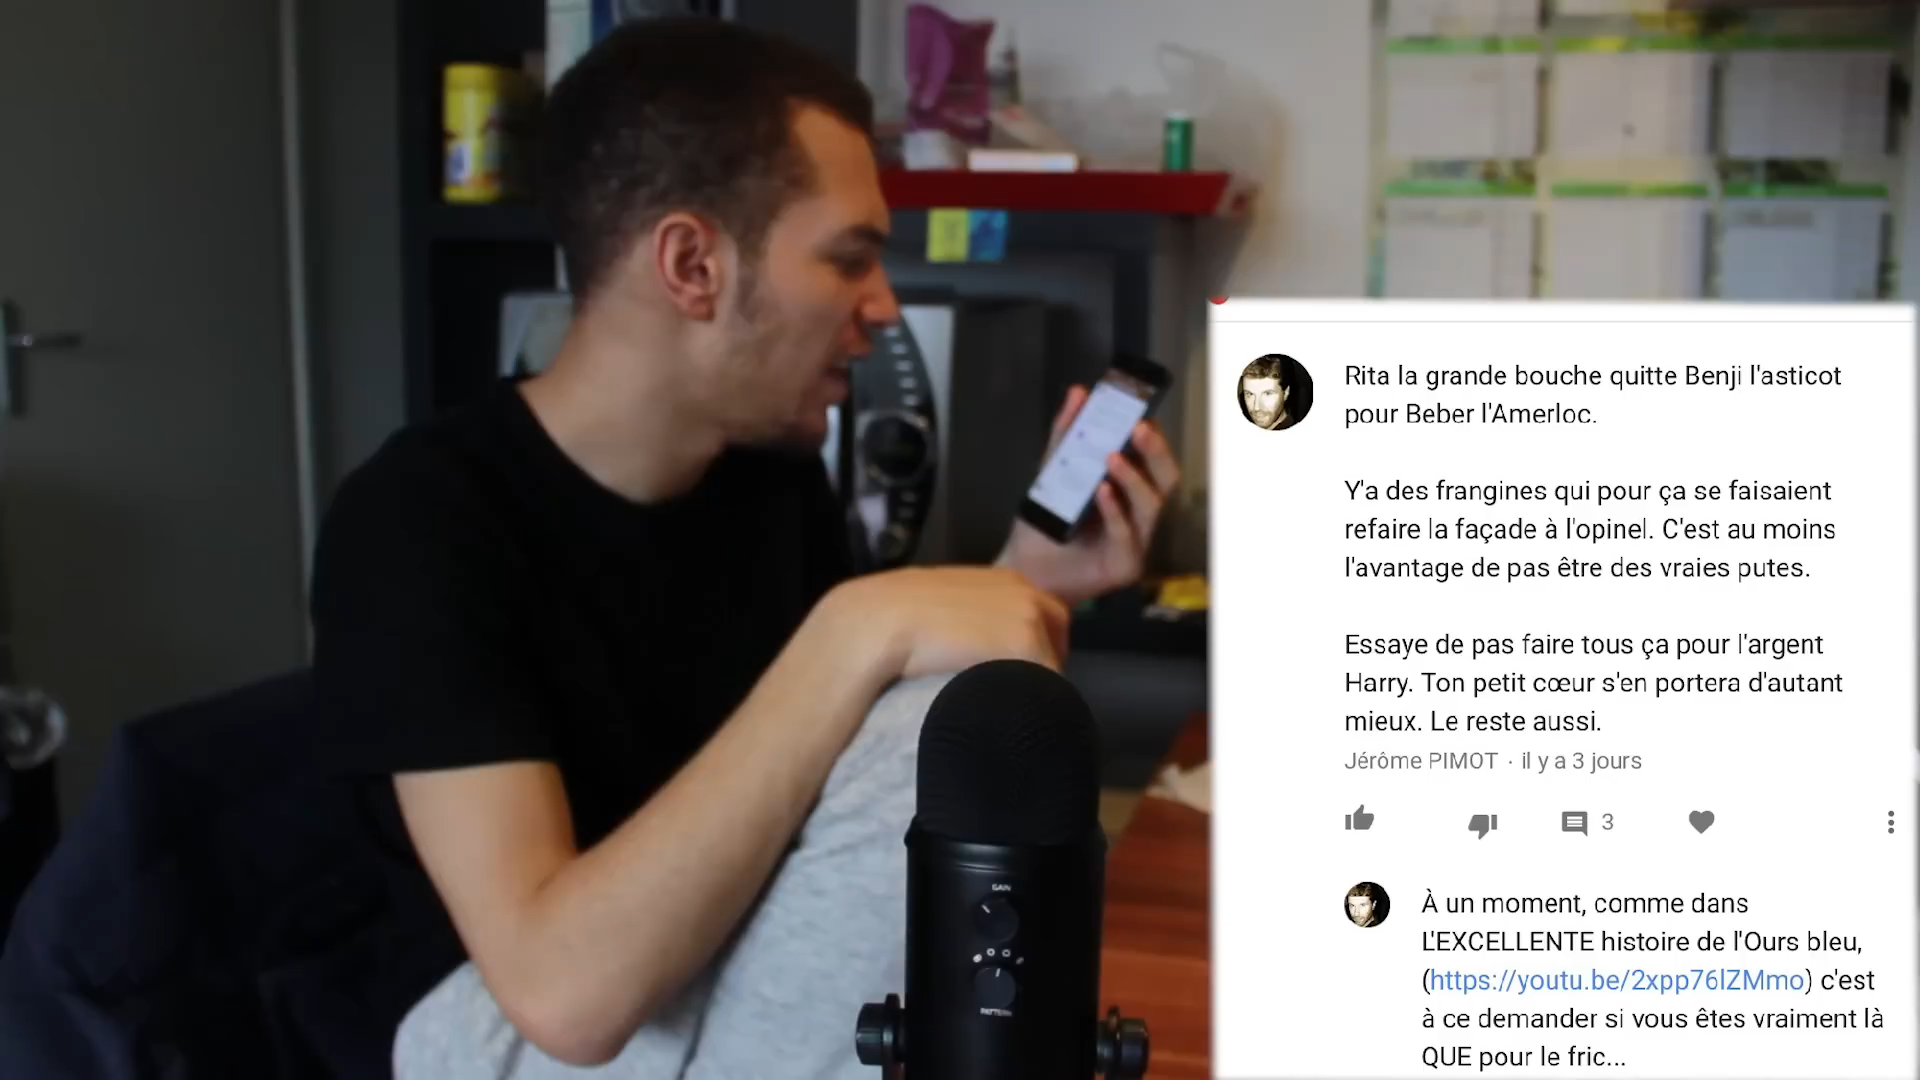 Rita la grande bouche quitte Benji l'asticot
pour Beber l'Amerloc.
Y'a des frangines qui pour ça se faisaient
refaire la façade à l'opinel. C'est au moins
l'avantage de pas être des vraies putes.
Essaye de pas faire tous ça pour l'argent
Harry. Ton petit cœur s'en portera d'autant
mieux. Le reste aussi.
Jérôme PIMOT · il y a 3 jours
3
À un moment, comme dans
L'EXCELLENTE histoire de l'Ours bleu,
(https://youtu.be/2xpp76lZMmo) c'est
à ce demander si vous êtes vraiment là
QUE pour le fric...
GAIN
PATTERN